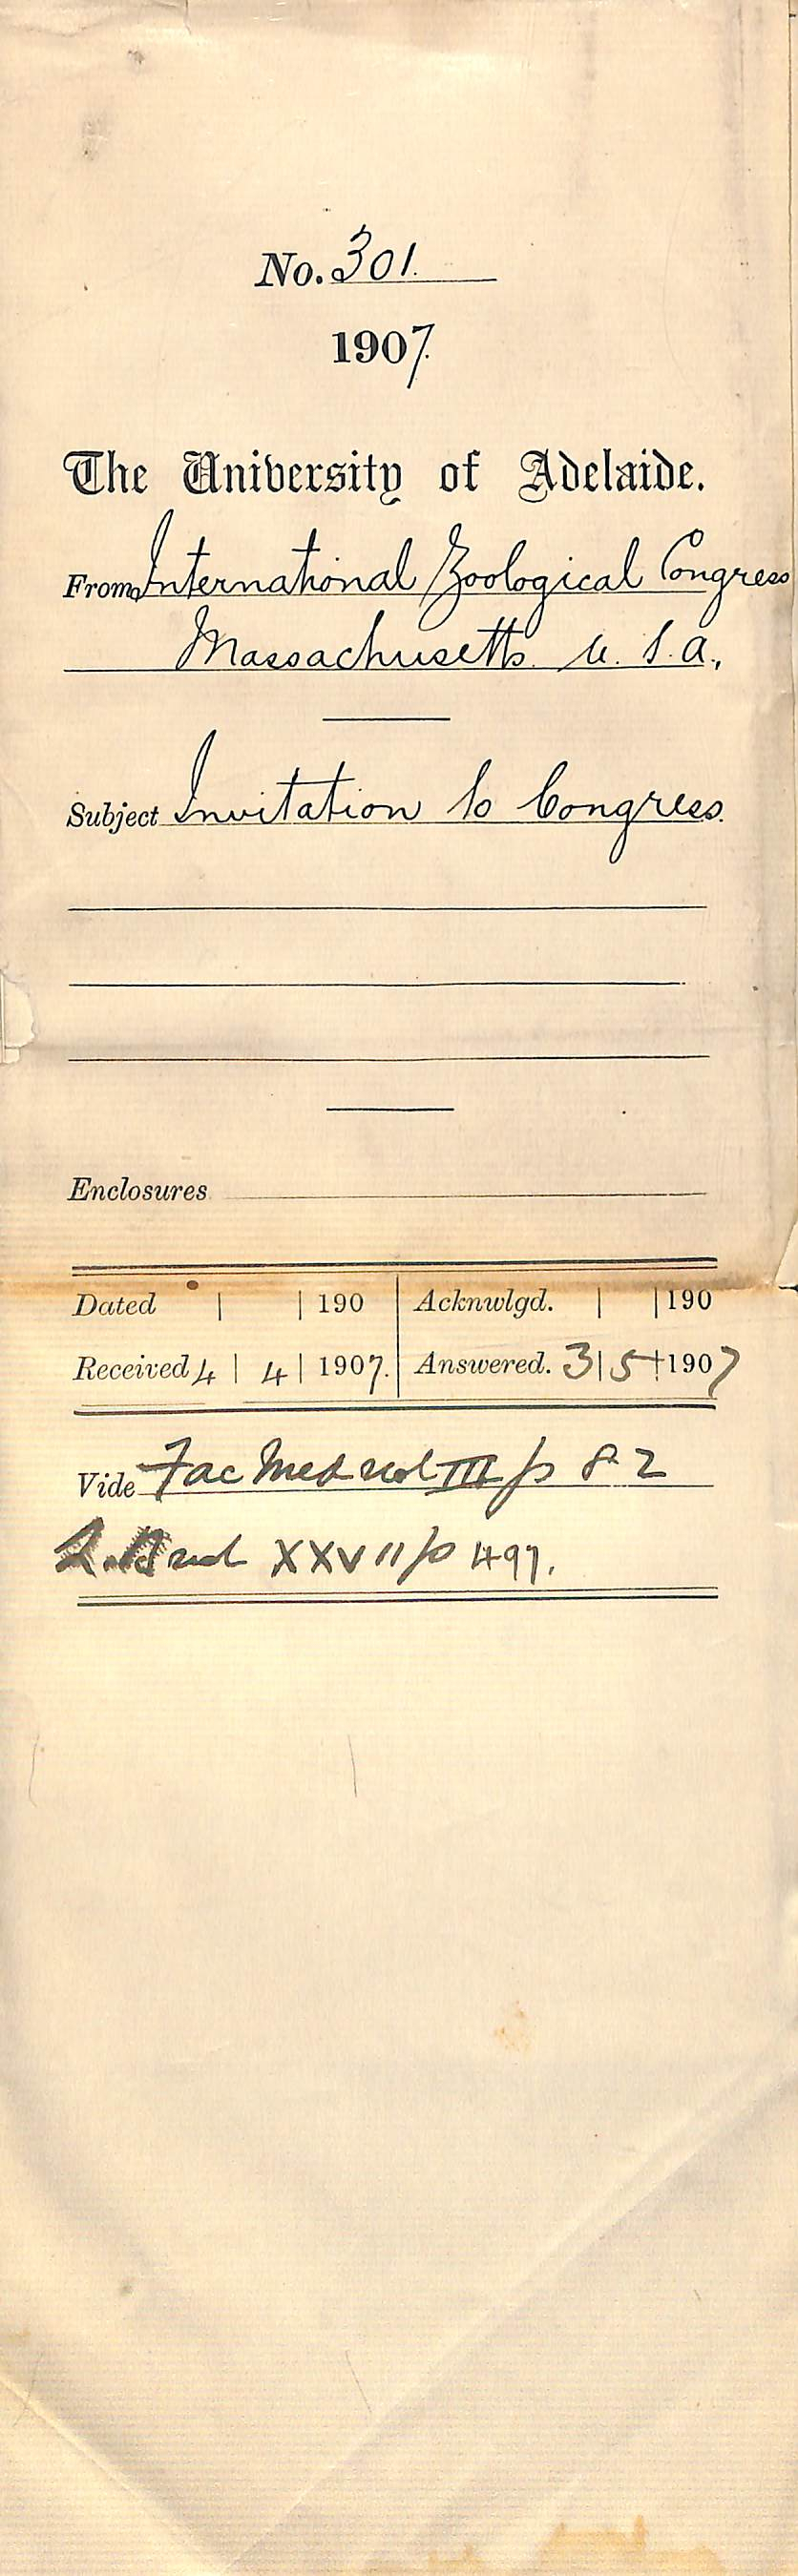 No. 301.
1907.
The University of Adelaide.
From International Zoological Congress
Massachusetts. U. S. A.,
Subject Invitation to Congress.
Enclosures
Dated | | 190 | Acknwlgd. | | 190
Received 4 | 4 | 1907. | Answered. 3 | 5 | 1907
Vide Fac Med vol III p 82
vol XXVII p 497.